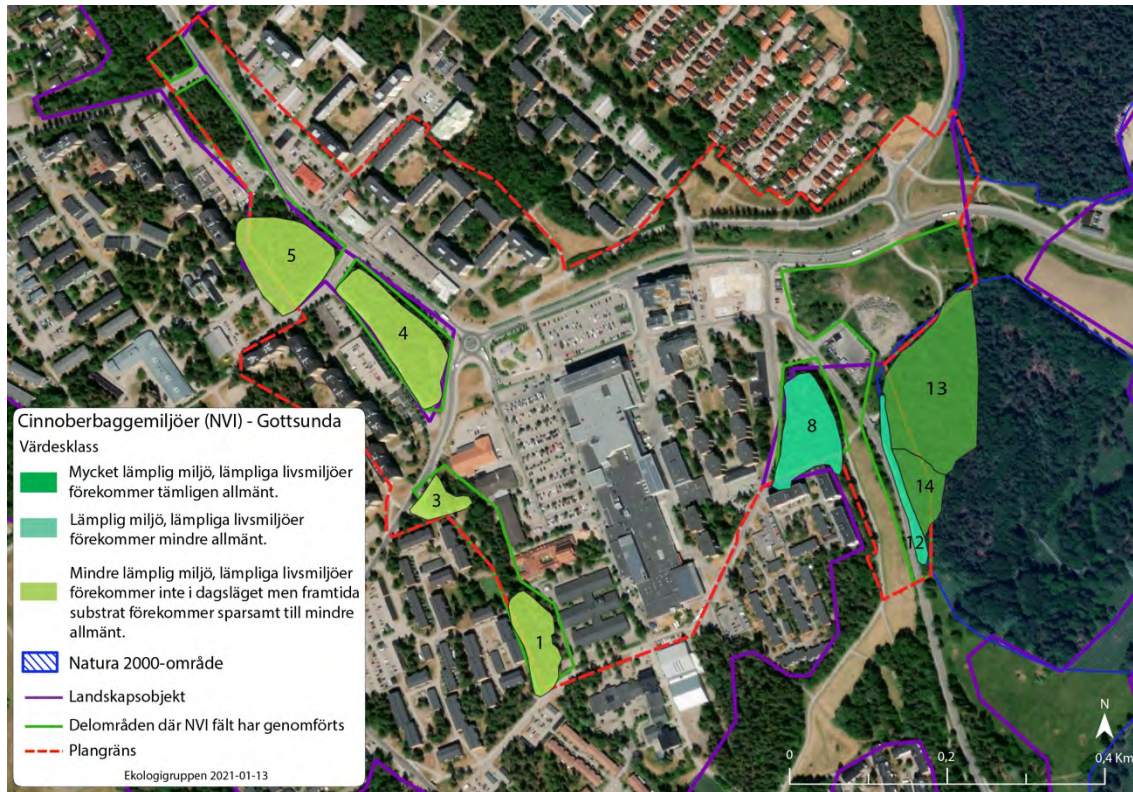 5
4
13
8
3
14
12
1
Cinnoberbaggemiljöer (NVI) - Gottsunda
Värdesklass
Mycket lämplig miljö, lämpliga livsmiljöer
förekommer tämligen allmänt.
Lämplig miljö, lämpliga livsmiljöer
förekommer mindre allmänt.
Mindre lämplig miljö, lämpliga livsmiljöer
förekommer inte i dagsläget men framtida
substrat förekommer sparsamt till mindre
allmänt.
Natura 2000-område
Landskapsobjekt
Delområden där NVI fält har genomförts
Plangräns
Ekologigruppen 2021-01-13
N
0 0,2 0,4 Km